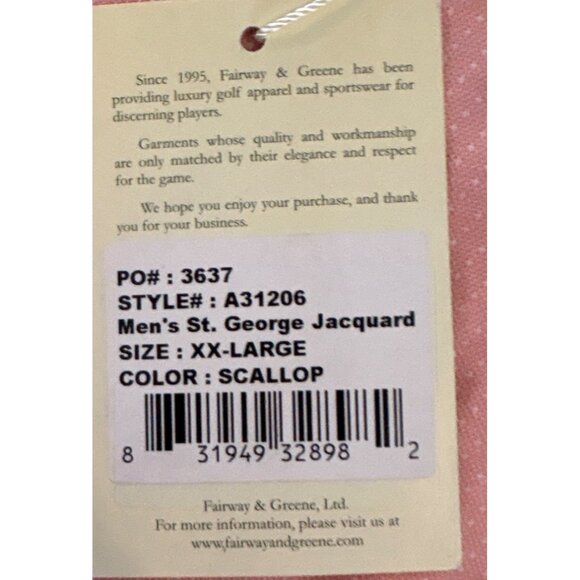 Since 1995, Fairway & Greene has been
providing luxury golf apparel and sportswear for
discerning players.
Garments whose quality and workmanship
are only matched by their elegance and respect
for the game.
We hope you enjoy your purchase, and thank
you for your business.
PO# : 3637
STYLE# : A31206
Men's St. George Jacquard
SIZE : XX-LARGE
COLOR : SCALLOP
8 31949 32898 2
Fairway & Greene, Ltd.
For more information, please visit us at
www.fairwayandgreene.com